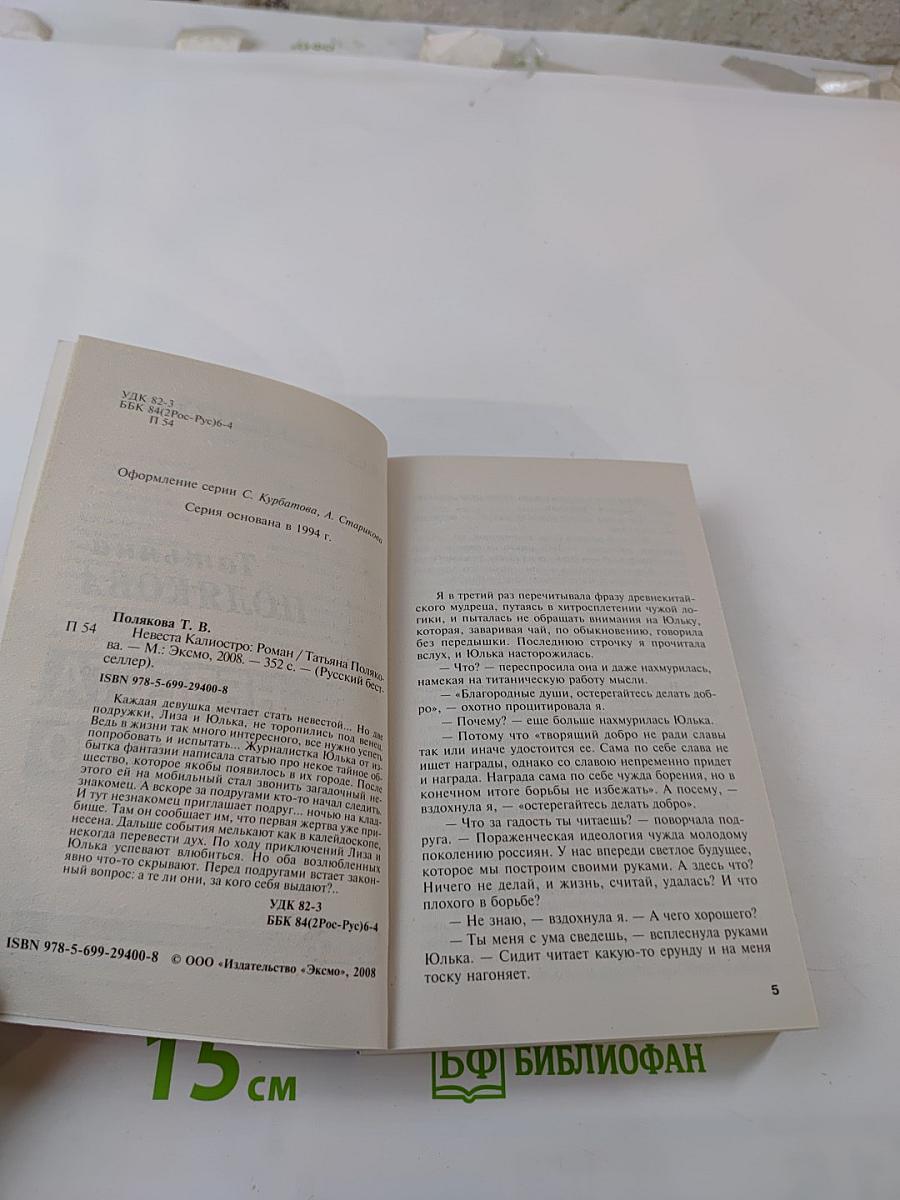 УДК 82-3
ББК 84(2Рос-Рус)6-4
П 54
Оформление серии С. Курбатова, А. Старикова
Серия основана в 1994 г.
Полякова Т. В.
П 54 Невеста Калиостро: Роман / Татьяна Поляко-
ва. — М.: Эксмо, 2008. — 352 с. — (Русский бест-
селлер).
ISBN 978-5-699-29400-8
Каждая девушка мечтает стать невестой... Но две
подружки, Лиза и Юлька, не торопились под венец.
Ведь в жизни так много интересного, все нужно успеть
попробовать и испытать... Журналистка Юлька от из-
бытка фантазии написала статью про некое тайное об-
щество, которое якобы появилось в их городе. После
этого ей на мобильный стал звонить загадочный не-
знакомец. А вскоре за подругами кто-то начал следить.
И тут незнакомец приглашает подруг... ночью на клад-
бище. Там он сообщает им, что первая жертва уже при-
несена. Дальше события мелькают как в калейдоскопе,
некогда перевести дух. По ходу приключений Лиза и
Юлька успевают влюбиться. Но оба возлюбленных
явно что-то скрывают. Перед подругами встает закон-
ный вопрос: а те ли они, за кого себя выдают?..
УДК 82-3
ББК 84(2Рос-Рус)6-4
ISBN 978-5-699-29400-8 © ООО «Издательство «Эксмо», 2008
Я в третий раз перечитывала фразу древнекитай-
ского мудреца, путаясь в хитросплетении чужой ло-
гики, и пыталась не обращать внимания на Юльку,
которая, заваривая чай, по обыкновению, говорила
без передышки. Последнюю строчку я прочитала
вслух, и Юлька насторожилась.
— Что? — переспросила она и даже нахмурилась,
намекая на титаническую работу мысли.
— «Благородные души, остерегайтесь делать доб-
ро», — охотно процитировала я.
— Почему? — еще больше нахмурилась Юлька.
— Потому что «творящий добро не ради славы
так или иначе удостоится ее. Сама по себе слава не
ищет награды, однако со славою непременно придет
и награда. Награда сама по себе чужда борения, но в
конечном итоге борьбы не избежать». А посему, —
вздохнула я, — «остерегайтесь делать добро».
— Что за гадость ты читаешь? — поворчала под-
руга. — Пораженческая идеология чужда молодому
поколению россиян. У нас впереди светлое будущее,
которое мы построим своими руками. А здесь что?
Ничего не делай, и жизнь, считай, удалась? И что
плохого в борьбе?
— Не знаю, — вздохнула я. — А чего хорошего?
— Ты меня с ума сведешь, — всплеснула руками
Юлька. — Сидит читает какую-то ерунду и на меня
тоску нагоняет.
5
15 см
БФ БИБЛИОФАН